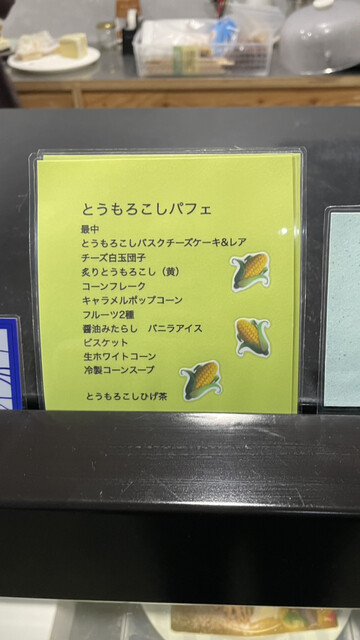 とうもろこしパフェ
最中
とうもろこしバスクチーズケーキ&レア
チーズ白玉団子
炙りとうもろこし（黄）
コーンフレーク
キャラメルポップコーン
フルーツ2種
醤油みたらし　バニラアイス
ビスケット
生ホワイトコーン
冷製コーンスープ
とうもろこしひげ茶